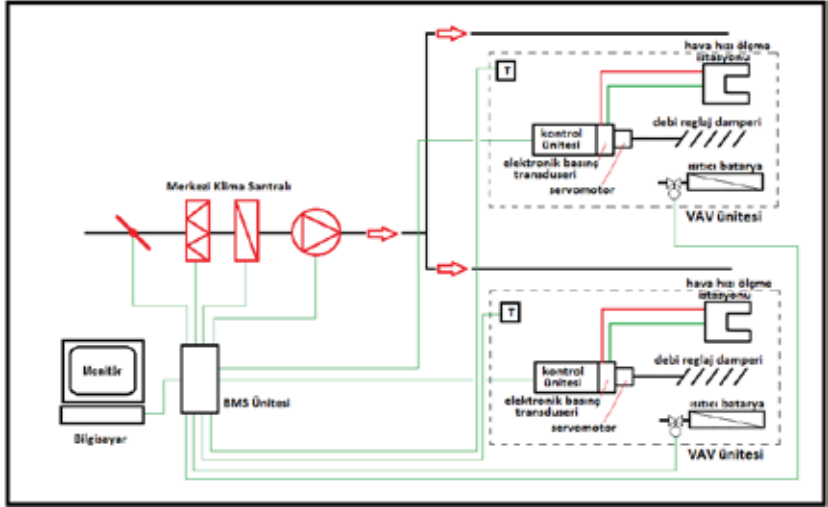 hava hızı ölçme
istasyonu
T
debi reglaj damperi
kontrol
ünitesi
elektronik basınç
transduseri
servomotor
ısıtıcı batarya
VAV ünitesi
Merkezi Klima Santralı
hava hızı ölçme
istasyonu
T
debi reglaj damperi
kontrol
ünitesi
elektronik basınç
transduseri
servomotor
ısıtıcı batarya
VAV ünitesi
Monitör
BMS Ünitesi
Bilgisayar